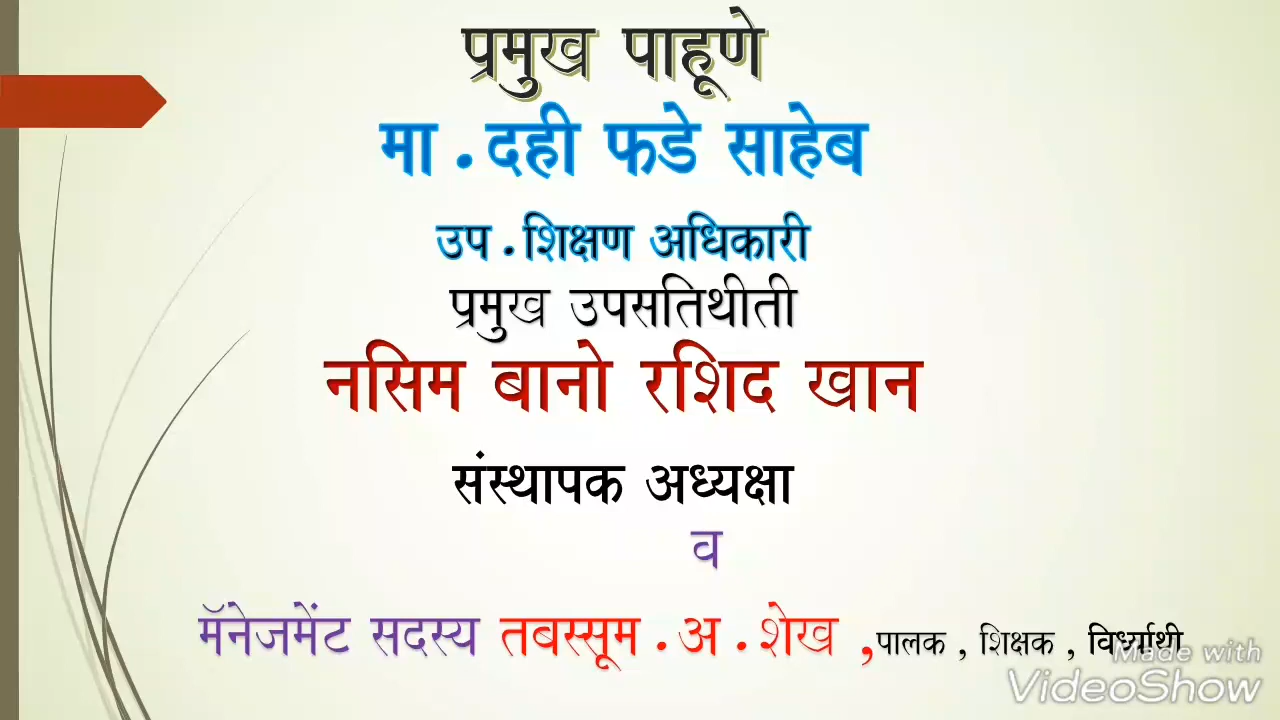 प्रमुख पाहूणे
मा.दही फडे साहेब
उप.शिक्षण अधिकारी
प्रमुख उपसतिथीती
नसिम बानो रशिद खान
संस्थापक अध्यक्षा
व
मॅनेजमेंट सदस्य तबस्सूम.अ.शेख ,पालक , शिक्षक , विर्ध्याथी
Made with
VideoShow